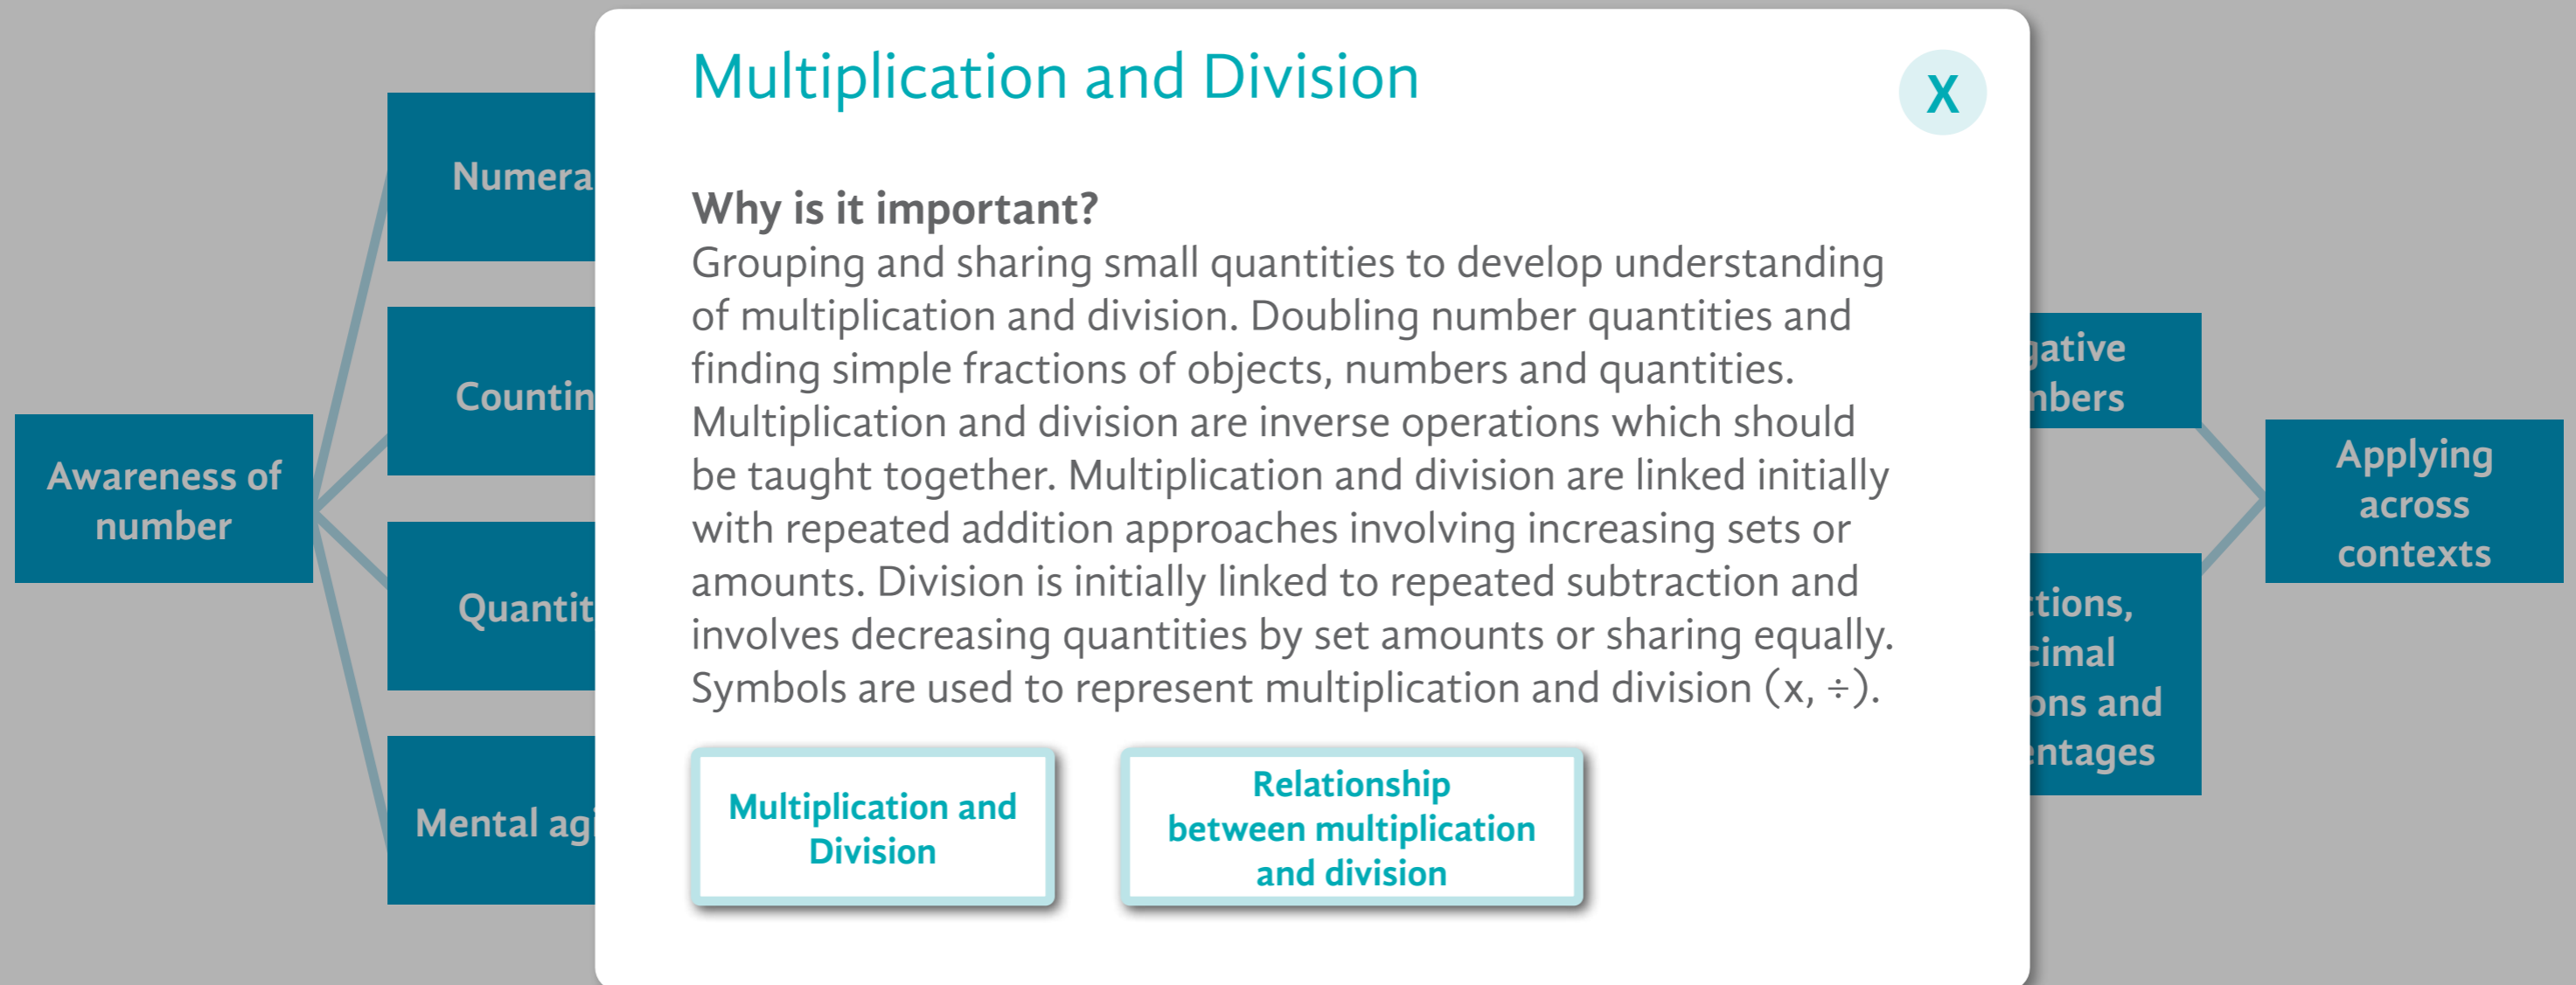 Multiplication and Division
X
Why is it important?
Grouping and sharing small quantities to develop understanding
of multiplication and division. Doubling number quantities and
finding simple fractions of objects, numbers and quantities.
Multiplication and division are inverse operations which should
be taught together. Multiplication and division are linked initially
with repeated addition approaches involving increasing sets or
amounts. Division is initially linked to repeated subtraction and
involves decreasing quantities by set amounts or sharing equally.
Symbols are used to represent multiplication and division (x, ÷).
Multiplication and
Division
Relationship
between multiplication
and division
Awareness of
number
Mental
Applying
across
contexts
and